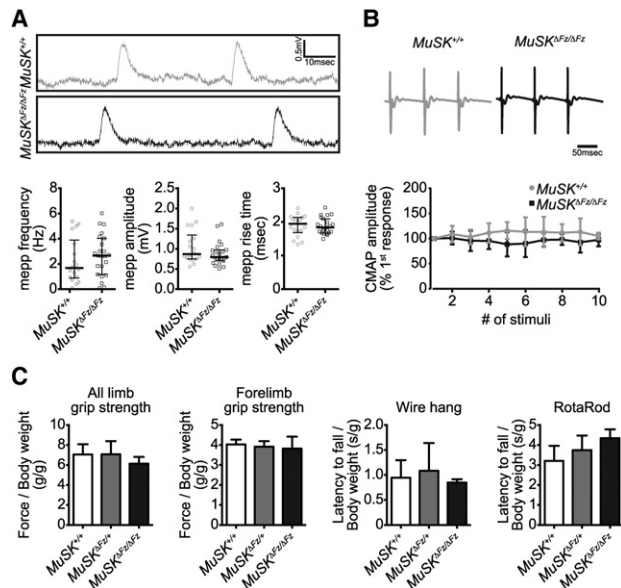 A
MuSK+/+
MuSKΔFz/ΔFz
0.5mV
10msec
mepp frequency
(Hz)
6
4
2
0
MuSK+/+
MuSKΔFz/ΔFz
mepp amplitude
(mV)
2.5
2.0
1.5
1.0
0.5
0.0
MuSK+/+
MuSKΔFz/ΔFz
mepp rise time
(msec)
3
2
1
0
MuSK+/+
MuSKΔFz/ΔFz
B
MuSK+/+
MuSKΔFz/ΔFz
50msec
MuSK+/+
MuSKΔFz/ΔFz
CMAP amplitude
(% 1st response)
200
150
100
50
0
2 4 6 8 10
# of stimuli
C
All limb
grip strength
Force / Body weight
(g/g)
10
8
6
4
2
0
MuSK+/+
MuSKΔFz/+
MuSKΔFz/ΔFz
Forelimb
grip strength
Force / Body weight
(g/g)
6
5
4
3
2
1
0
MuSK+/+
MuSKΔFz/+
MuSKΔFz/ΔFz
Wire hang
Latency to fall /
Body weight (s/g)
2.0
1.5
1.0
0.5
0.0
MuSK+/+
MuSKΔFz/+
MuSKΔFz/ΔFz
RotaRod
Latency to fall /
Body weight (s/g)
6
5
4
3
2
1
0
MuSK+/+
MuSKΔFz/+
MuSKΔFz/ΔFz